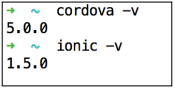 ➜ ~ cordova -v
5.0.0
➜ ~ ionic -v
1.5.0